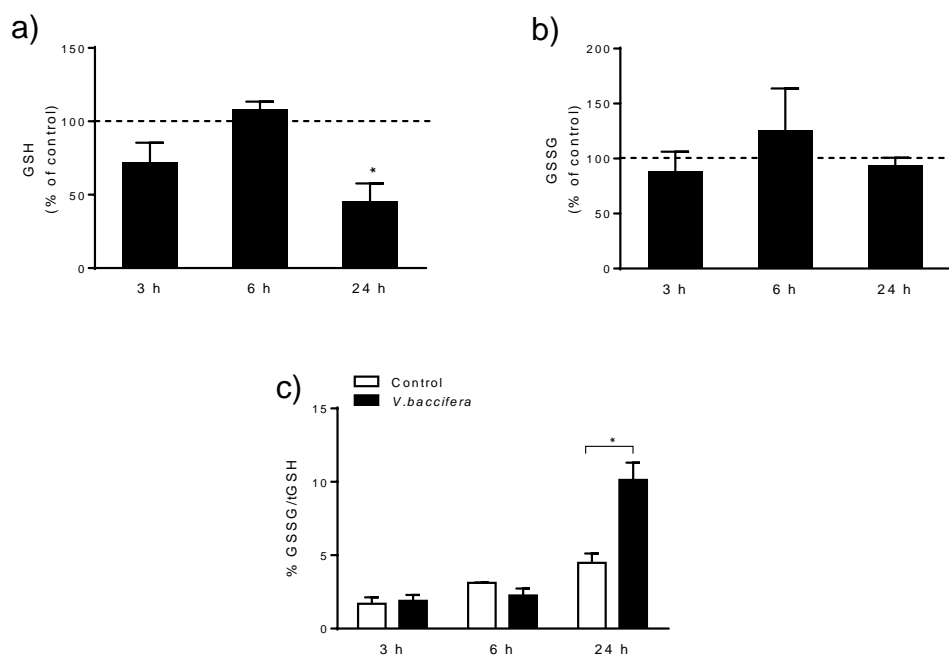 a)
150
100
50
0
GSH
(% of control)
*
3 h 6 h 24 h
b)
200
150
100
50
0
GSSG
(% of control)
3 h 6 h 24 h
c)
Control
V.baccifera
15
10
5
0
% GSSG/tGSH
*
3 h 6 h 24 h